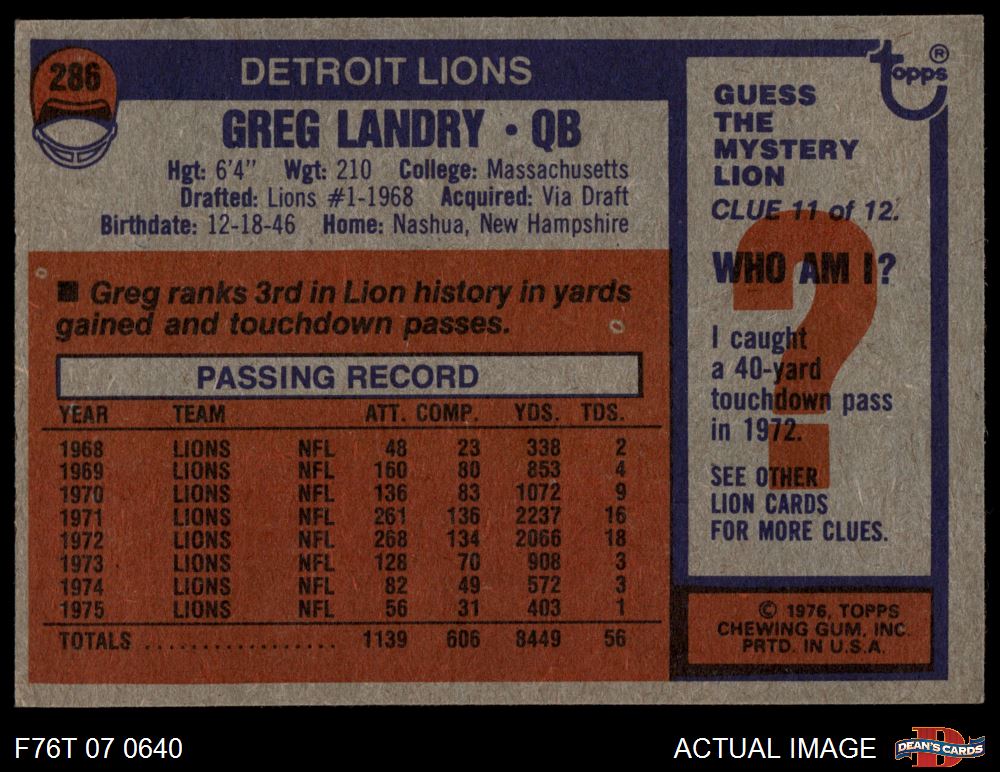 286
DETROIT LIONS
GREG LANDRY • QB
Hgt: 6'4" Wgt: 210 College: Massachusetts
Drafted: Lions #1-1968 Acquired: Via Draft
Birthdate: 12-18-46 Home: Nashua, New Hampshire
■ Greg ranks 3rd in Lion history in yards
gained and touchdown passes.
PASSING RECORD
YEAR TEAM ATT. COMP. YDS. TDS.
1968 LIONS NFL 48 23 338 2
1969 LIONS NFL 160 80 853 4
1970 LIONS NFL 136 83 1072 9
1971 LIONS NFL 261 136 2237 16
1972 LIONS NFL 268 134 2066 18
1973 LIONS NFL 128 70 908 3
1974 LIONS NFL 82 49 572 3
1975 LIONS NFL 56 31 403 1
TOTALS ................. 1139 606 8449 56
topps ®
GUESS
THE
MYSTERY
LION
CLUE 11 of 12.
WHO AM I?
?
I caught
a 40-yard
touchdown pass
in 1972.
SEE OTHER
LION CARDS
FOR MORE CLUES.
© 1976, TOPPS
CHEWING GUM, INC.
PRTD. IN U.S.A.
F76T 07 0640
ACTUAL IMAGE
D
DEAN'S CARDS